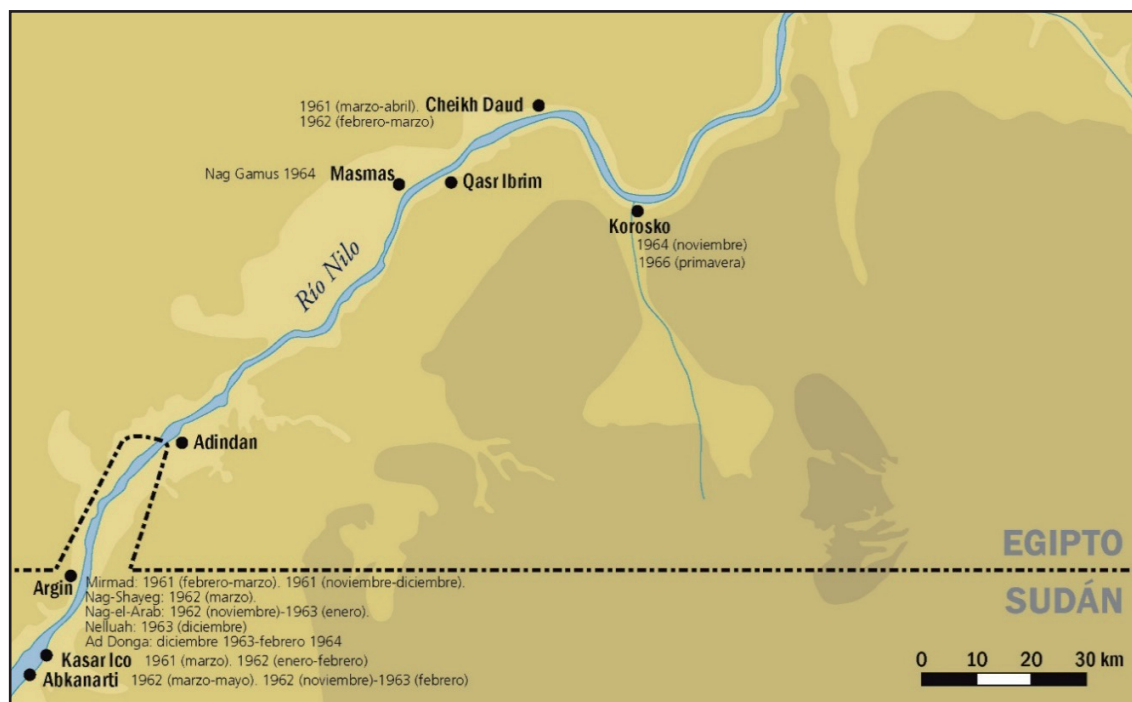 1961 (marzo-abril).
1962 (febrero-marzo)
Cheikh Daud
Nag Gamus 1964
Masmas
Qasr Ibrim
Korosko
1964 (noviembre)
1966 (primavera)
Río Nilo
Adindan
EGIPTO
SUDÁN
Argin
Mirmad: 1961 (febrero-marzo). 1961 (noviembre-diciembre).
Nag-Shayeg: 1962 (marzo).
Nag-el-Arab: 1962 (noviembre)-1963 (enero).
Nelluah: 1963 (diciembre)
Ad Donga: diciembre 1963-febrero 1964
Kasar Ico 1961 (marzo). 1962 (enero-febrero)
Abkanarti 1962 (marzo-mayo). 1962 (noviembre)-1963 (febrero)
0 10 20 30 km